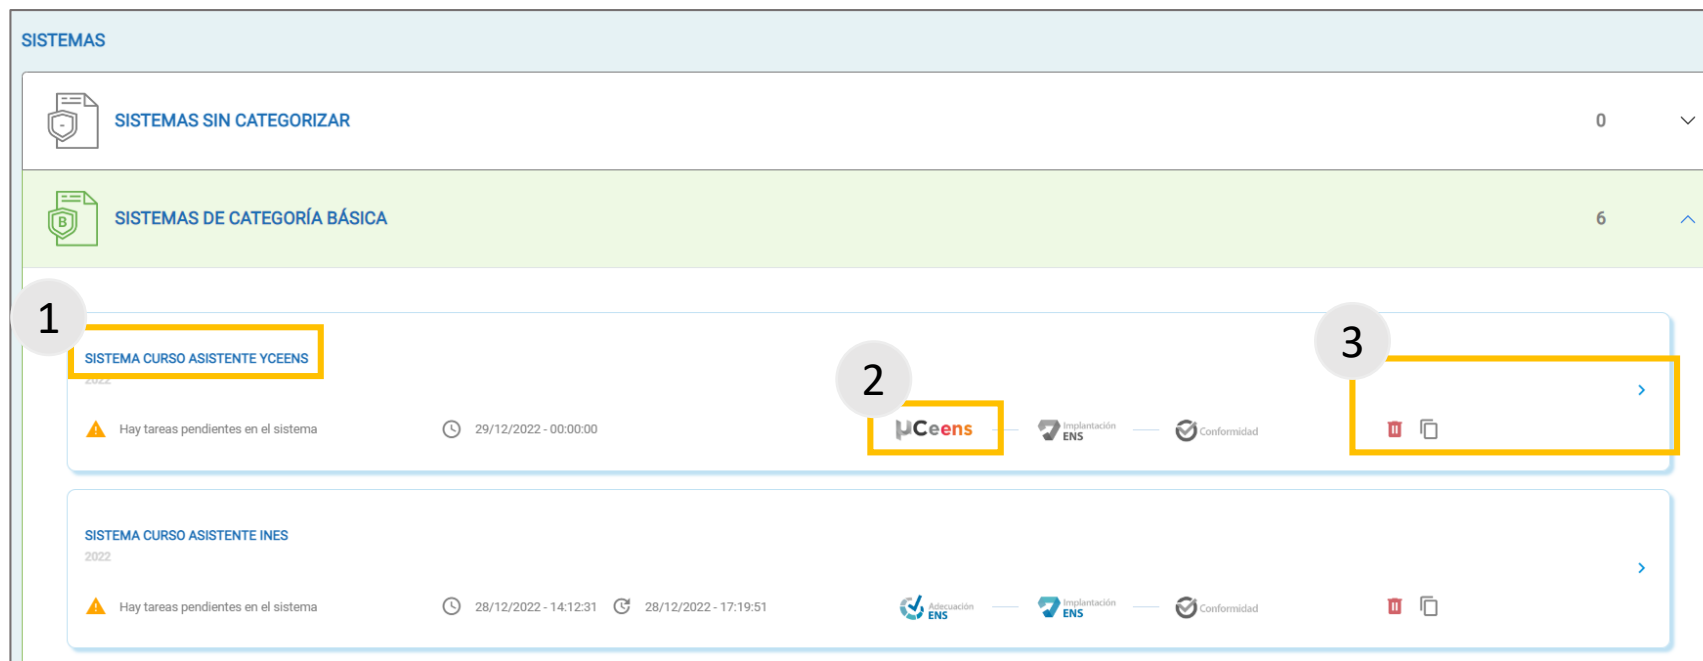 SISTEMAS
-
SISTEMAS SIN CATEGORIZAR 0
B
SISTEMAS DE CATEGORÍA BÁSICA 6
1
SISTEMA CURSO ASISTENTE YCEENS
2022
2
3
Hay tareas pendientes en el sistema 29/12/2022 - 00:00:00 µCeens Implantación ENS Conformidad
SISTEMA CURSO ASISTENTE INES
2022
Hay tareas pendientes en el sistema 28/12/2022 - 14:12:31 28/12/2022 - 17:19:51 Adecuación ENS Implantación ENS Conformidad